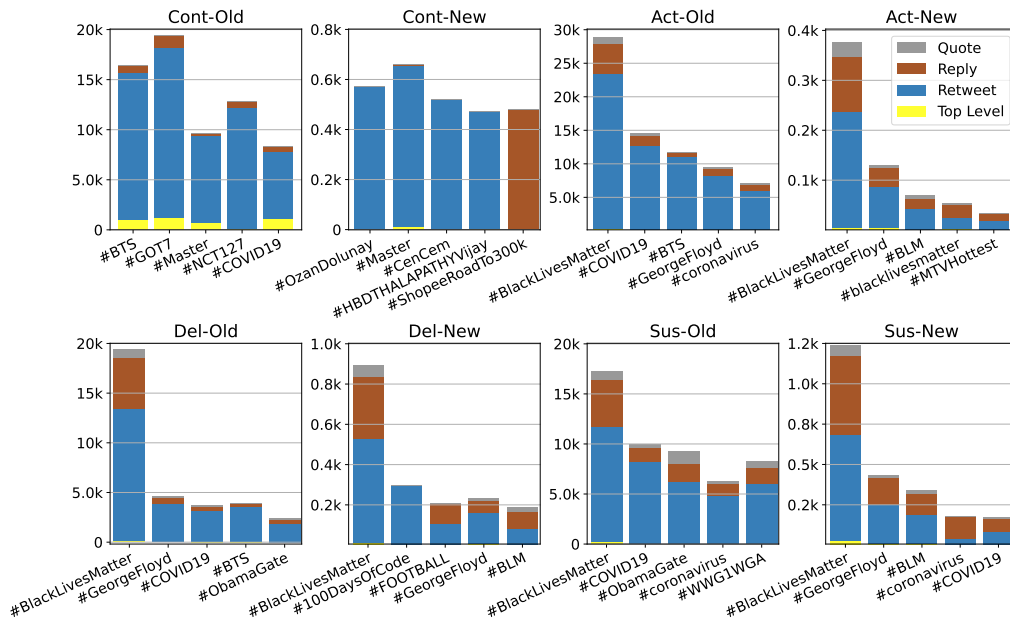 Cont-Old
20k
15k
10k
5.0k
0
#BTS
#GOT7
#Master
#NCT127
#COVID19
Cont-New
0.8k
0.6k
0.4k
0.2k
0
#OzanDolunay
#Master
#CenCem
#HBDTHALAPATHYVijay
#ShopeeRoadTo300k
Act-Old
30k
25k
20k
15k
10k
5.0k
#BlackLivesMatter
#COVID19
#BTS
#GeorgeFloyd
#coronavirus
Act-New
0.4k
0.3k
0.2k
0.1k
Quote
Reply
Retweet
Top Level
#BlackLivesMatter
#GeorgeFloyd
#BLM
#blacklivesmatter
#MTVHottest
Del-Old
20k
15k
10k
5.0k
0
#BlackLivesMatter
#GeorgeFloyd
#COVID19
#BTS
#ObamaGate
Del-New
1.0k
0.8k
0.6k
0.4k
0.2k
#BlackLivesMatter
#100DaysOfCode
#FOOTBALL
#GeorgeFloyd
#BLM
Sus-Old
20k
15k
10k
5.0k
0
#BlackLivesMatter
#COVID19
#ObamaGate
#coronavirus
#WWG1WGA
Sus-New
1.2k
1.0k
0.8k
0.5k
0.2k
#BlackLivesMatter
#GeorgeFloyd
#BLM
#coronavirus
#COVID19